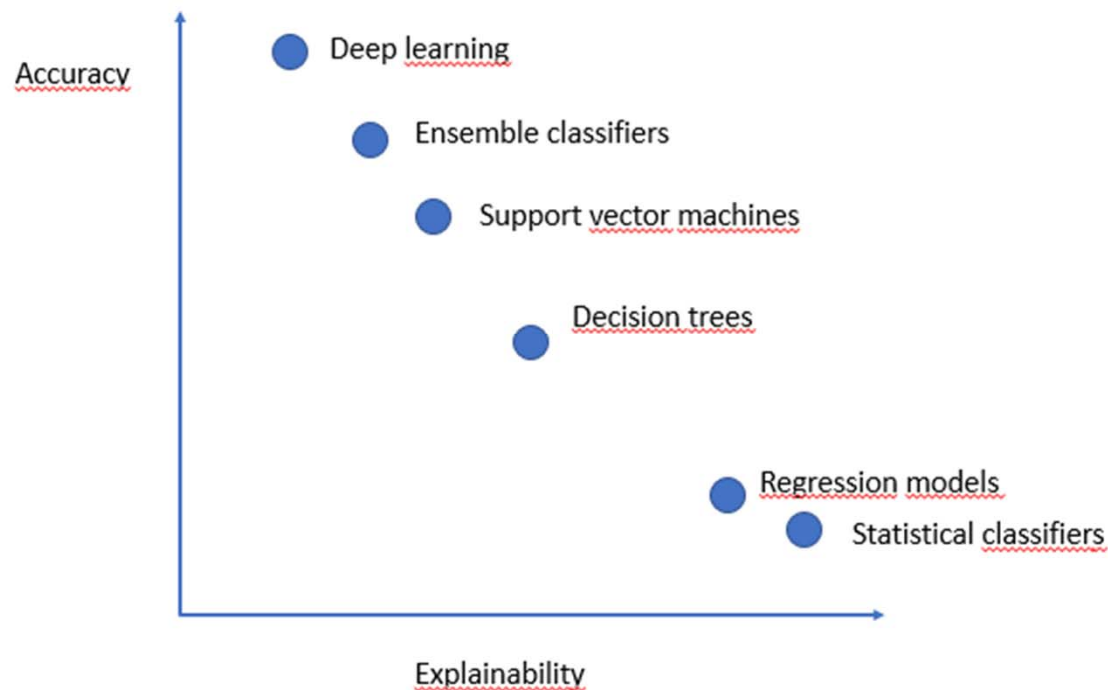 Deep learning
Accuracy
Ensemble classifiers
Support vector machines
Decision trees
Regression models
Statistical classifiers
Explainability